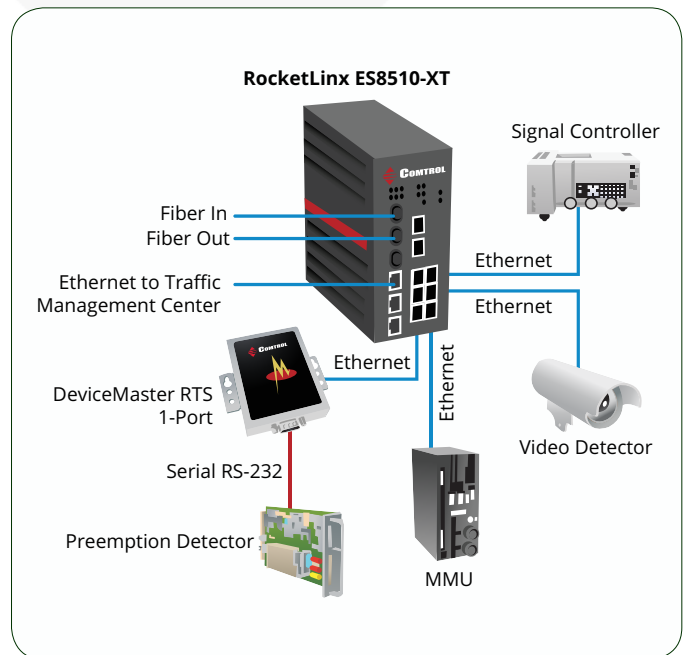 RocketLinx ES8510-XT
Signal Controller
COMTROL
Fiber In
Fiber Out
Ethernet
Ethernet to Traffic
Management Center
Ethernet
COMTROL
Ethernet
Ethernet
DeviceMaster RTS
1-Port
Video Detector
Serial RS-232
Preemption Detector
MMU